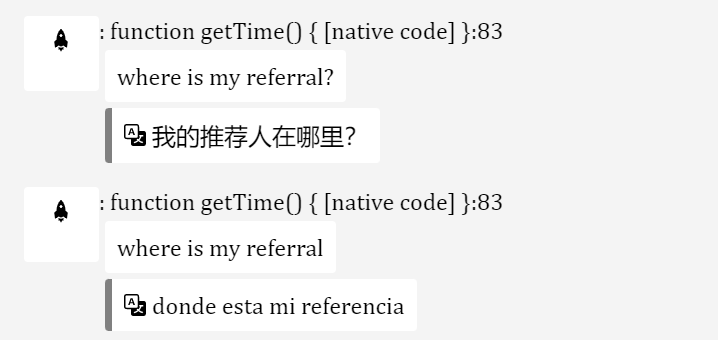 : function getTime() { [native code] }:83
where is my referral?
我的推荐人在哪里？
: function getTime() { [native code] }:83
where is my referral
donde esta mi referencia